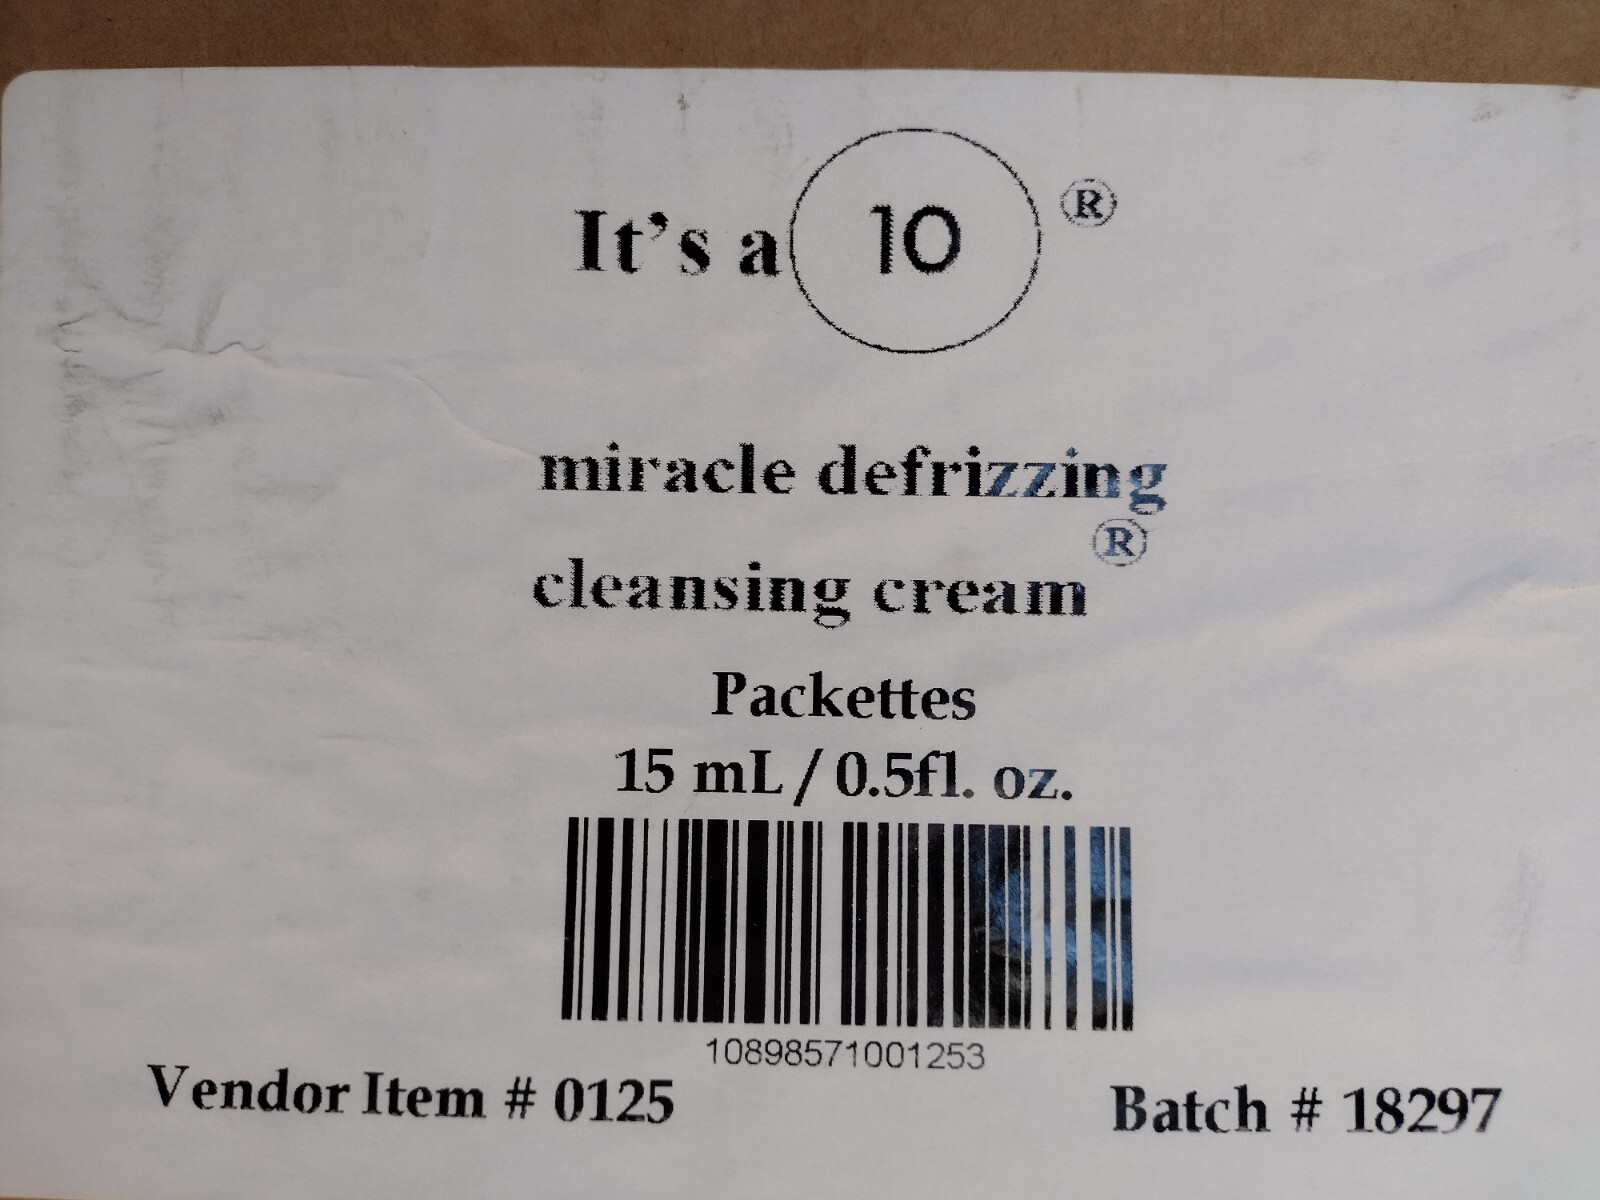 It's a 10 ®
miracle defrizzing
cleansing cream ®
Packettes
15 mL / 0.5fl. oz.
10898571001253
Vendor Item # 0125
Batch # 18297